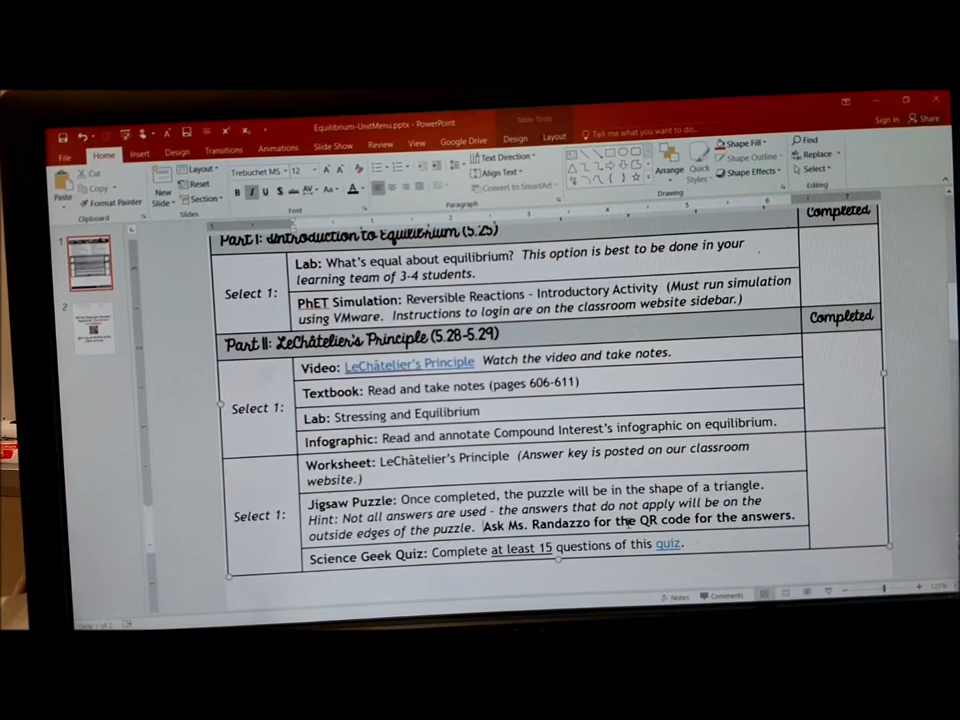 Table Tools
Equilibrium-UnitMenu.pptx - PowerPoint
Sign in Share
File Home Insert Design Transitions Animations Slide Show Review View Google Drive Design Layout Tell me what you want to do...
Paste
Cut
Copy
Format Painter
Clipboard
New Slide
Layout
Reset
Section
Slides
Trebuchet MS 12
B I U S abc AV Aa A
Font
Text Direction
Align Text
Convert to SmartArt
Paragraph
Arrange
Quick Styles
Shape Fill
Shape Outline
Shape Effects
Drawing
Find
Replace
Select
Editing
1
2
Part I: Introduction to Equilibrium (5.25)
Completed
Select 1:
Lab: What's equal about equilibrium? This option is best to be done in your
learning team of 3-4 students.
PhET Simulation: Reversible Reactions - Introductory Activity (Must run simulation
using VMware. Instructions to login are on the classroom website sidebar.)
Part II: LeChâtelier's Principle (5.28-5.29)
Completed
Select 1:
Video: LeChâtelier's Principle Watch the video and take notes.
Textbook: Read and take notes (pages 606-611)
Lab: Stressing and Equilibrium
Infographic: Read and annotate Compound Interest's infographic on equilibrium.
Select 1:
Worksheet: LeChâtelier's Principle (Answer key is posted on our classroom
website.)
Jigsaw Puzzle: Once completed, the puzzle will be in the shape of a triangle.
Hint: Not all answers are used - the answers that do not apply will be on the
outside edges of the puzzle. Ask Ms. Randazzo for the QR code for the answers.
Science Geek Quiz: Complete at least 15 questions of this quiz.
Slide 1 of 2
Notes
Comments
125%